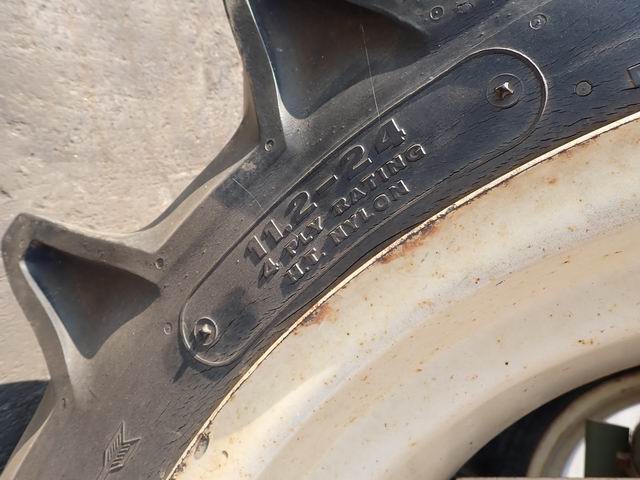 11.2-24
4 PLY RATING
H.T. NYLON